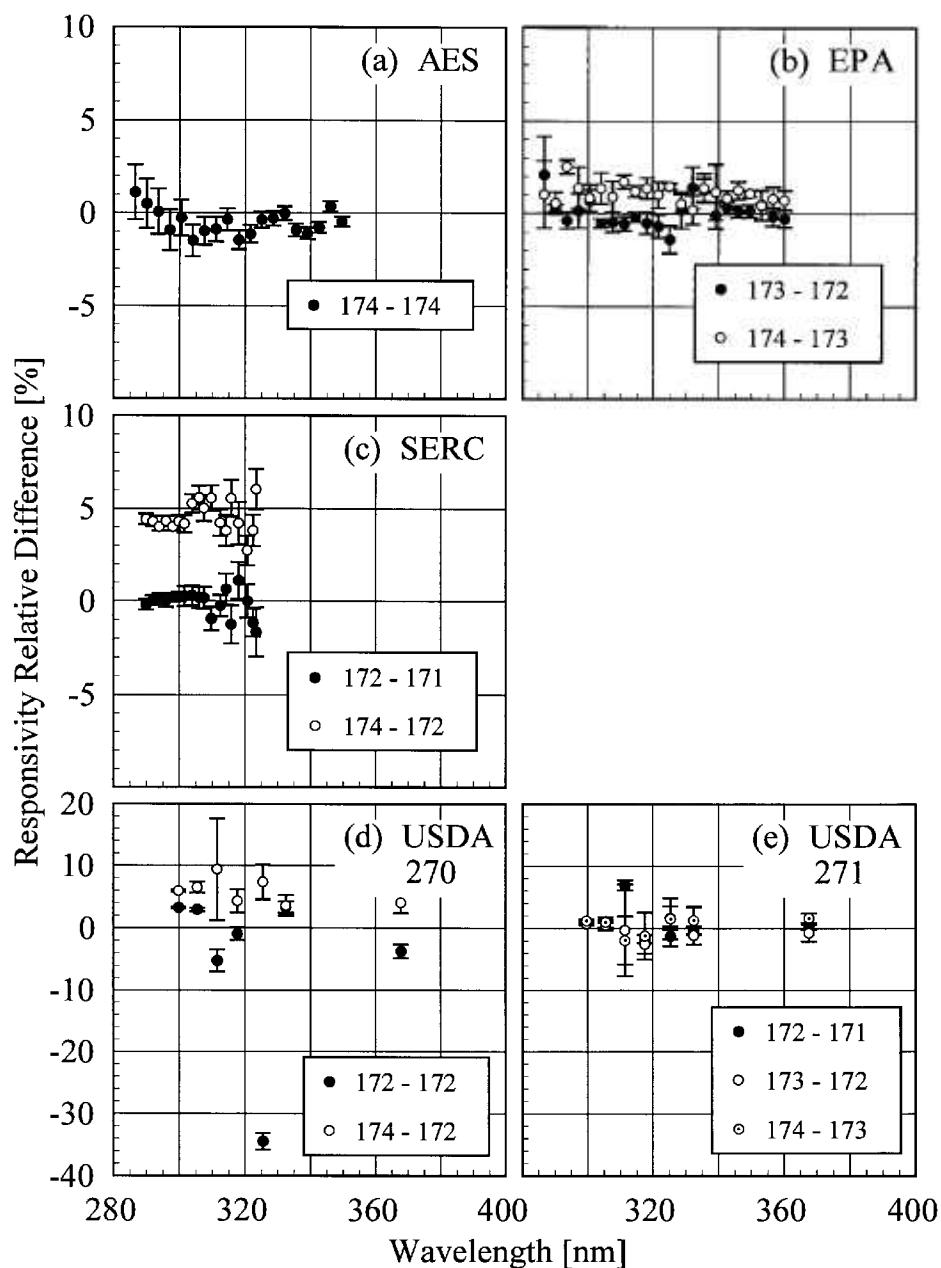 10
5
0
-5
(a) AES
174 - 174
(b) EPA
173 - 172
174 - 173
10
5
0
-5
(c) SERC
172 - 171
174 - 172
20
10
0
-10
-20
-30
-40
(d) USDA
270
172 - 172
174 - 172
(e) USDA
271
172 - 171
173 - 172
174 - 173
280
320
360
400
320
360
400
Responsivity Relative Difference [%]
Wavelength [nm]